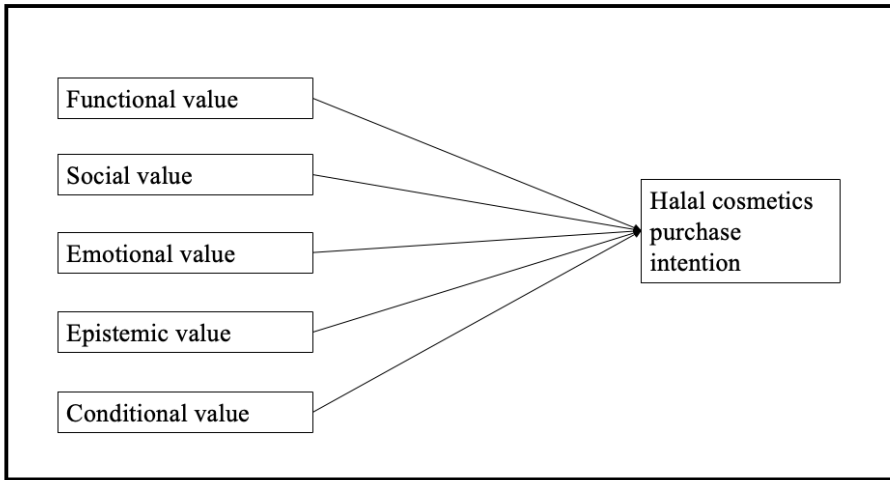 Functional value
Social value
Emotional value
Epistemic value
Conditional value
Halal cosmetics
purchase
intention